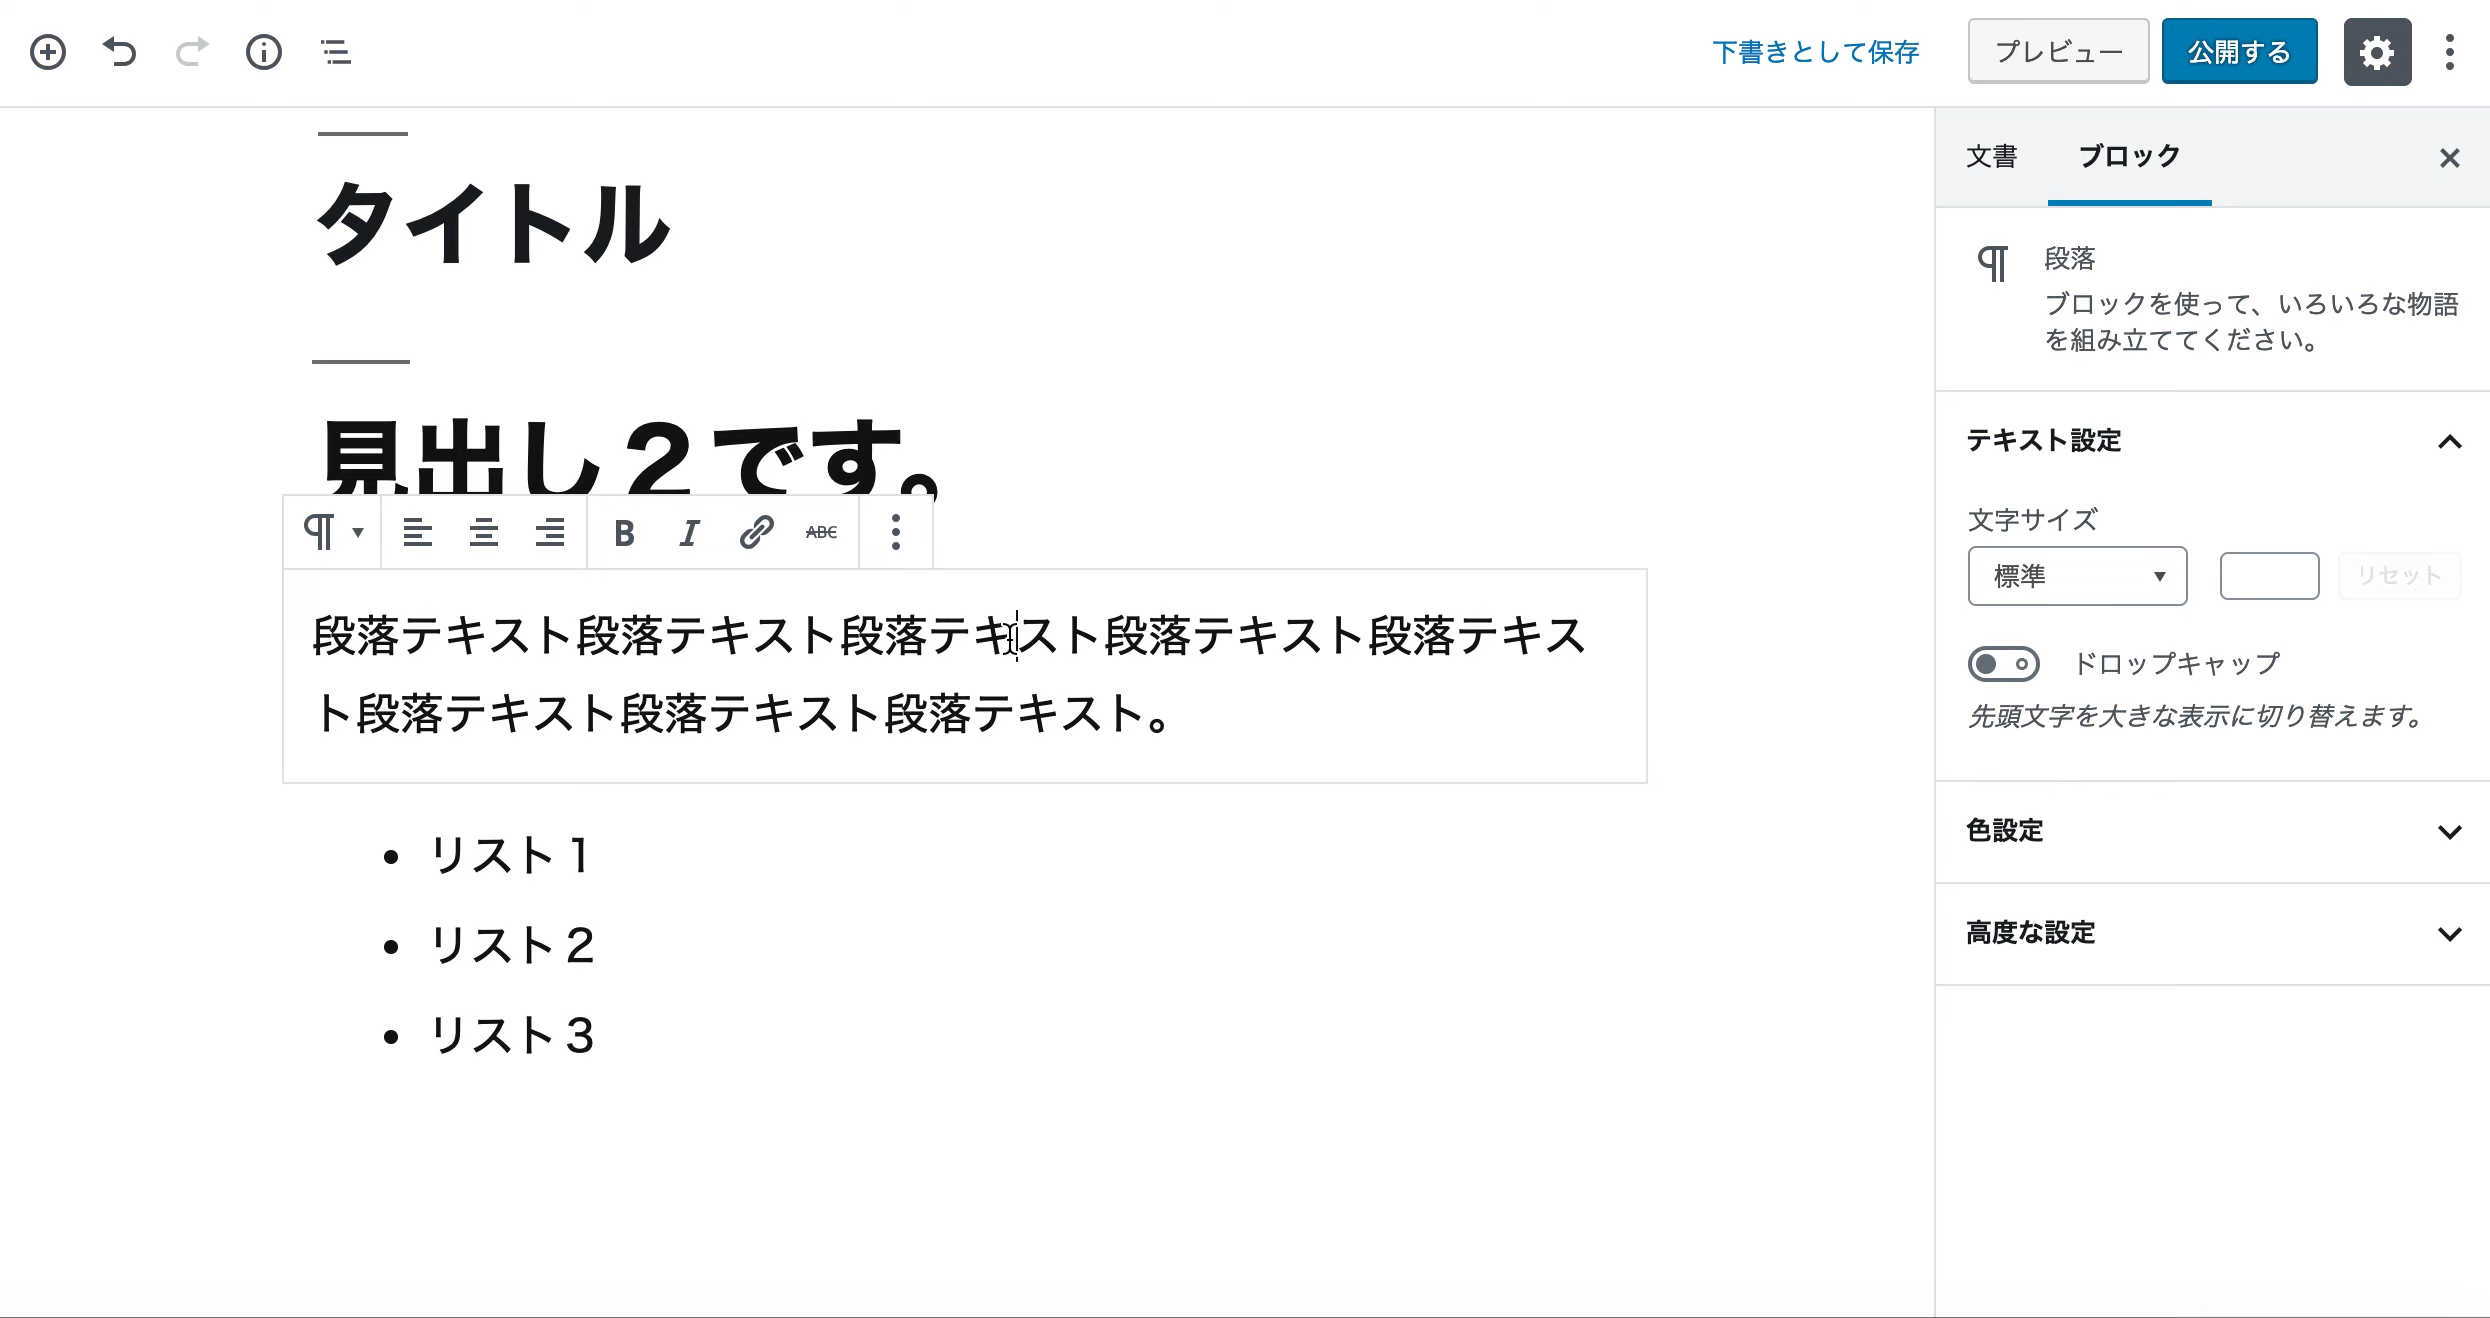 下書きとして保存
プレビュー
公開する
タイトル
見出し２です。
ABC
段落テキスト段落テキスト段落テキスト段落テキスト段落テキス
ト段落テキスト段落テキスト段落テキスト。
リスト１
リスト２
リスト３
文書
ブロック
段落
ブロックを使って、いろいろな物語
を組み立ててください。
テキスト設定
文字サイズ
標準
リセット
ドロップキャップ
先頭文字を大きな表示に切り替えます。
色設定
高度な設定